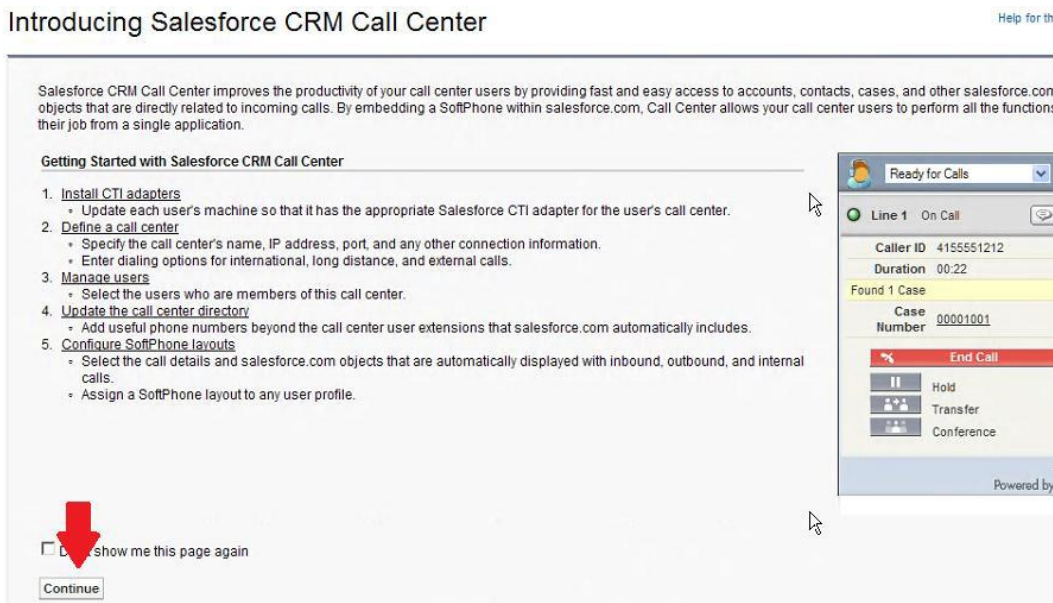 Introducing Salesforce CRM Call Center
Help for th
Salesforce CRM Call Center improves the productivity of your call center users by providing fast and easy access to accounts, contacts, cases, and other salesforce.com
objects that are directly related to incoming calls. By embedding a SoftPhone within salesforce.com, Call Center allows your call center users to perform all the functions
their job from a single application.
Getting Started with Salesforce CRM Call Center
1. Install CTI adapters
◦ Update each user's machine so that it has the appropriate Salesforce CTI adapter for the user's call center.
2. Define a call center
◦ Specify the call center's name, IP address, port, and any other connection information.
◦ Enter dialing options for international, long distance, and external calls.
3. Manage users
◦ Select the users who are members of this call center.
4. Update the call center directory
◦ Add useful phone numbers beyond the call center user extensions that salesforce.com automatically includes.
5. Configure SoftPhone layouts
◦ Select the call details and salesforce.com objects that are automatically displayed with inbound, outbound, and internal
calls.
◦ Assign a SoftPhone layout to any user profile.
Ready for Calls
Line 1 On Call
Caller ID 4155551212
Duration 00:22
Found 1 Case
Case
Number 00001001
End Call
Hold
Transfer
Conference
Powered by
show me this page again
Continue